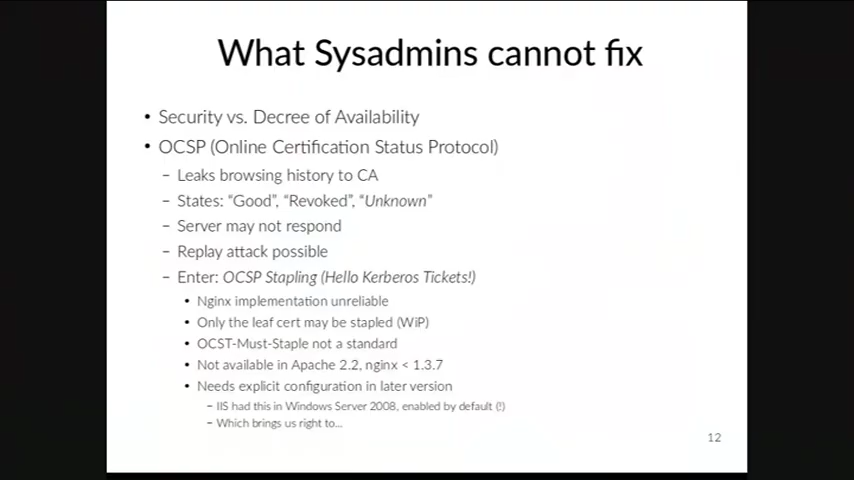 What Sysadmins cannot fix
• Security vs. Decree of Availability
• OCSP (Online Certification Status Protocol)
– Leaks browsing history to CA
– States: “Good”, “Revoked”, “Unknown”
– Server may not respond
– Replay attack possible
– Enter: OCSP Stapling (Hello Kerberos Tickets!)
• Nginx implementation unreliable
• Only the leaf cert may be stapled (WiP)
• OCST-Must-Staple not a standard
• Not available in Apache 2.2, nginx < 1.3.7
• Needs explicit configuration in later version
– IIS had this in Windows Server 2008, enabled by default (!)
– Which brings us right to...
12